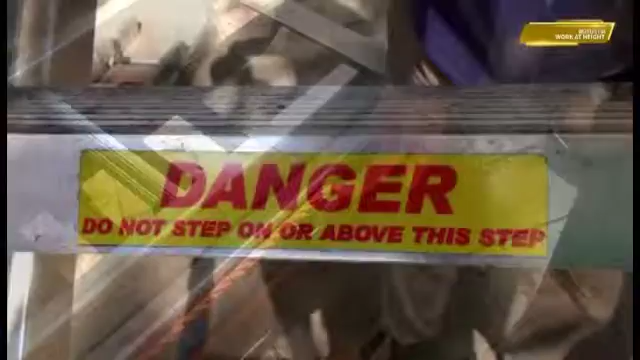 WORK AT HEIGHT
DANGER
DO NOT STEP ON OR ABOVE THIS STEP